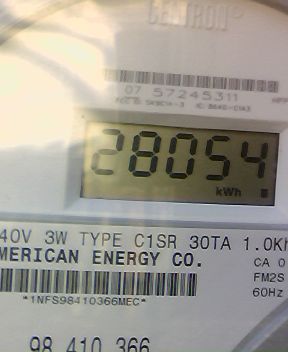 CENTRON®
07 57245311
28054
kWh
40V 3W TYPE C1SR 30TA 1.0Kh
MERICAN ENERGY CO.
CA 0
FM2S
60Hz
*1NFS98410366MEC*
98 410 366